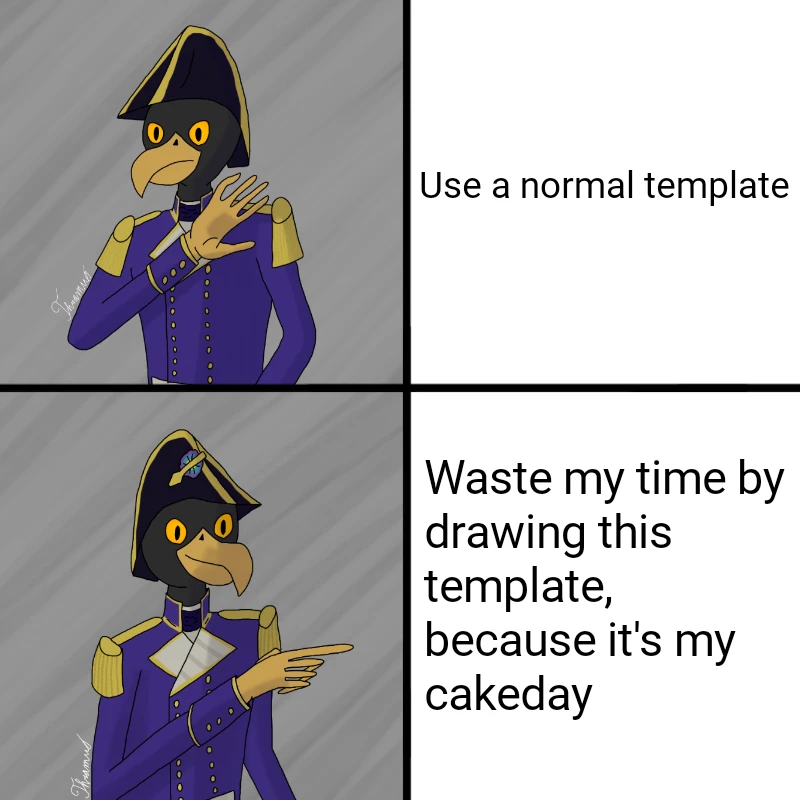 Use a normal template
Waste my time by
drawing this
template,
because it's my
cakeday